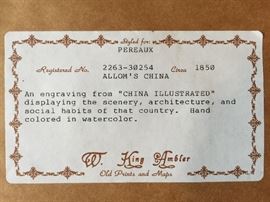 Styled for:
PEREAUX
Registered No. 2263-30254 Circa 1850
ALLOM'S CHINA
An engraving from "CHINA ILLUSTRATED"
displaying the scenery, architecture, and
social habits of that country. Hand
colored in watercolor.
W. King Ambler
Old Prints and Maps